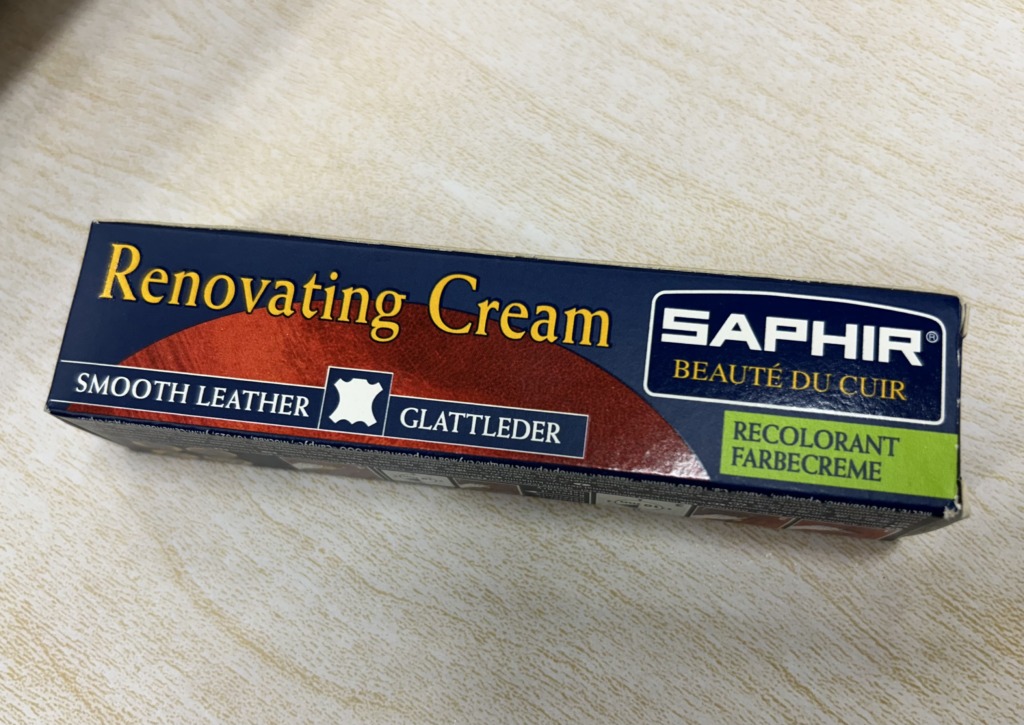 Renovating Cream
SMOOTH LEATHER
GLATTLEDER
SAPHIR®
BEAUTÉ DU CUIR
RECOLORANT
FARBECREME